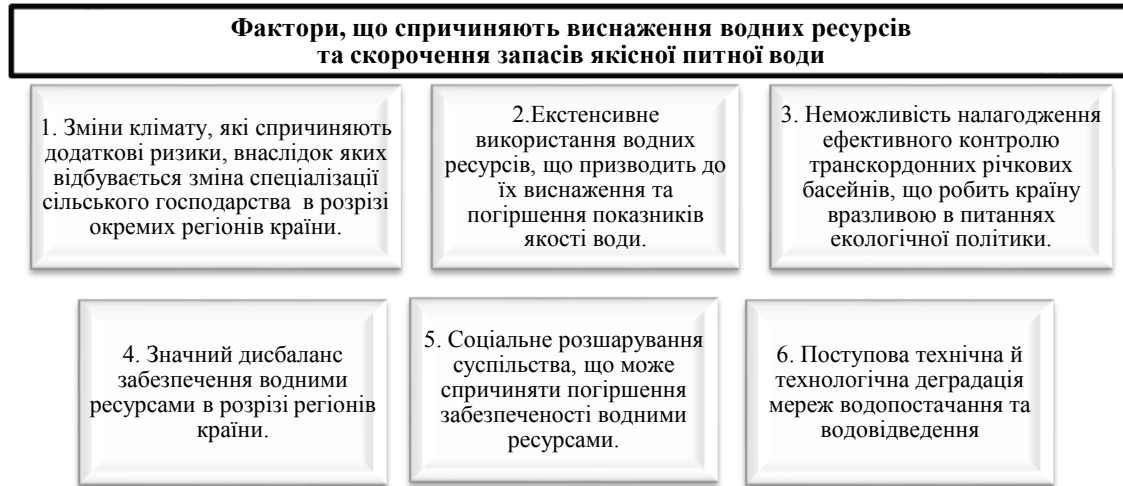 Фактори, що спричиняють виснаження водних ресурсів
та скорочення запасів якісної питної води
1. Зміни клімату, які спричиняють
додаткові ризики, внаслідок яких
відбувається зміна спеціалізації
сільського господарства в розрізі
окремих регіонів країни.
2.Екстенсивне
використання водних
ресурсів, що призводить до
їх виснаження та
погіршення показників
якості води.
3. Неможливість налагодження
ефективного контролю
транскордонних річкових
басейнів, що робить країну
вразливою в питаннях
екологічної політики.
4. Значний дисбаланс
забезпечення водними
ресурсами в розрізі регіонів
країни.
5. Соціальне розшарування
суспільства, що може
спричиняти погіршення
забезпеченості водними
ресурсами.
6. Поступова технічна й
технологічна деградація
мереж водопостачання та
водовідведення